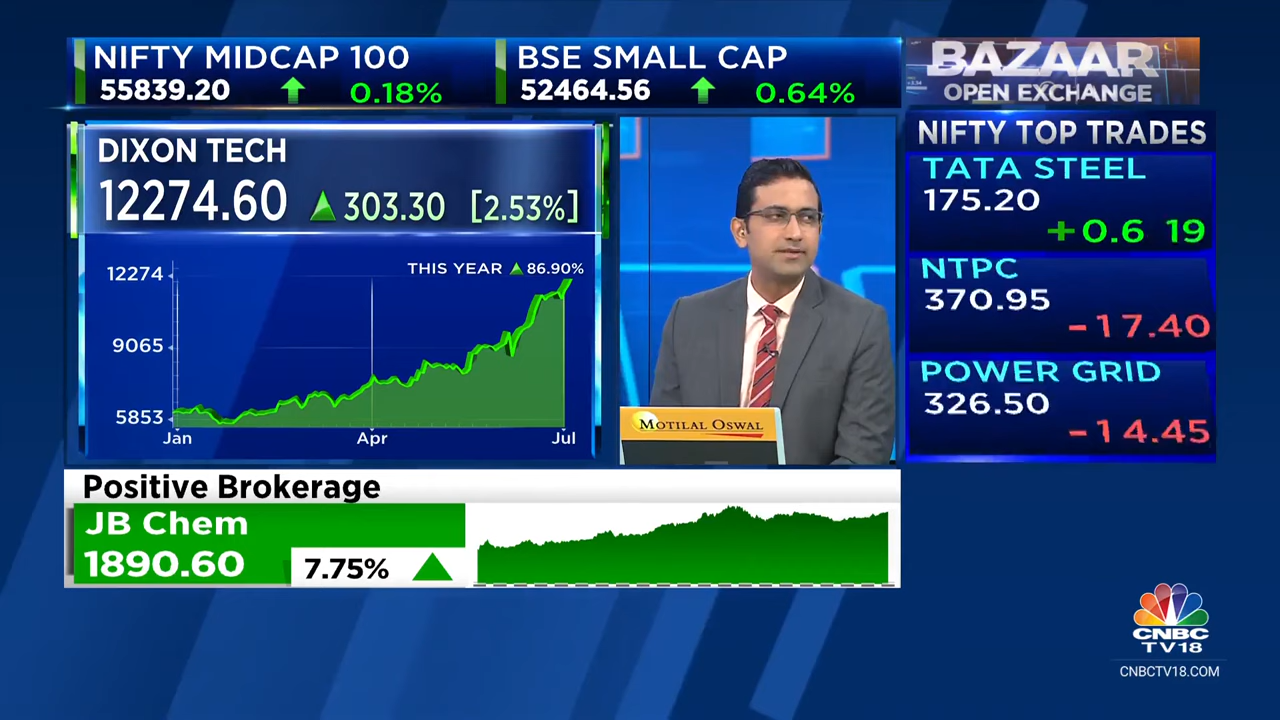 NIFTY MIDCAP 100
55839.20 0.18%
BSE SMALL CAP
52464.56 0.64%
BAZAAR
OPEN EXCHANGE
DIXON TECH
12274.60 303.30 [2.53%]
THIS YEAR 86.90%
12274
9065
5853
Jan Apr Jul
MOTILAL OSWAL
NIFTY TOP TRADES
TATA STEEL
175.20
+0.6 19
NTPC
370.95
-17.40
POWER GRID
326.50
-14.45
Positive Brokerage
JB Chem
1890.60 7.75%
CNBC
TV18
CNBCTV18.COM